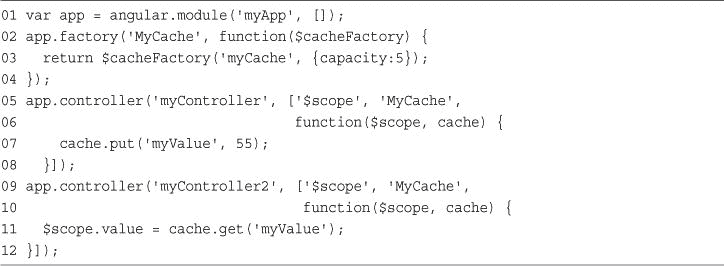 01 var app = angular.module('myApp', []);
02 app.factory('MyCache', function($cacheFactory) {
03   return $cacheFactory('myCache', {capacity:5});
04 });
05 app.controller('myController', ['$scope', 'MyCache',
06                                 function($scope, cache) {
07     cache.put('myValue', 55);
08   }]);
09 app.controller('myController2', ['$scope', 'MyCache',
10                                  function($scope, cache) {
11   $scope.value = cache.get('myValue');
12 }]);